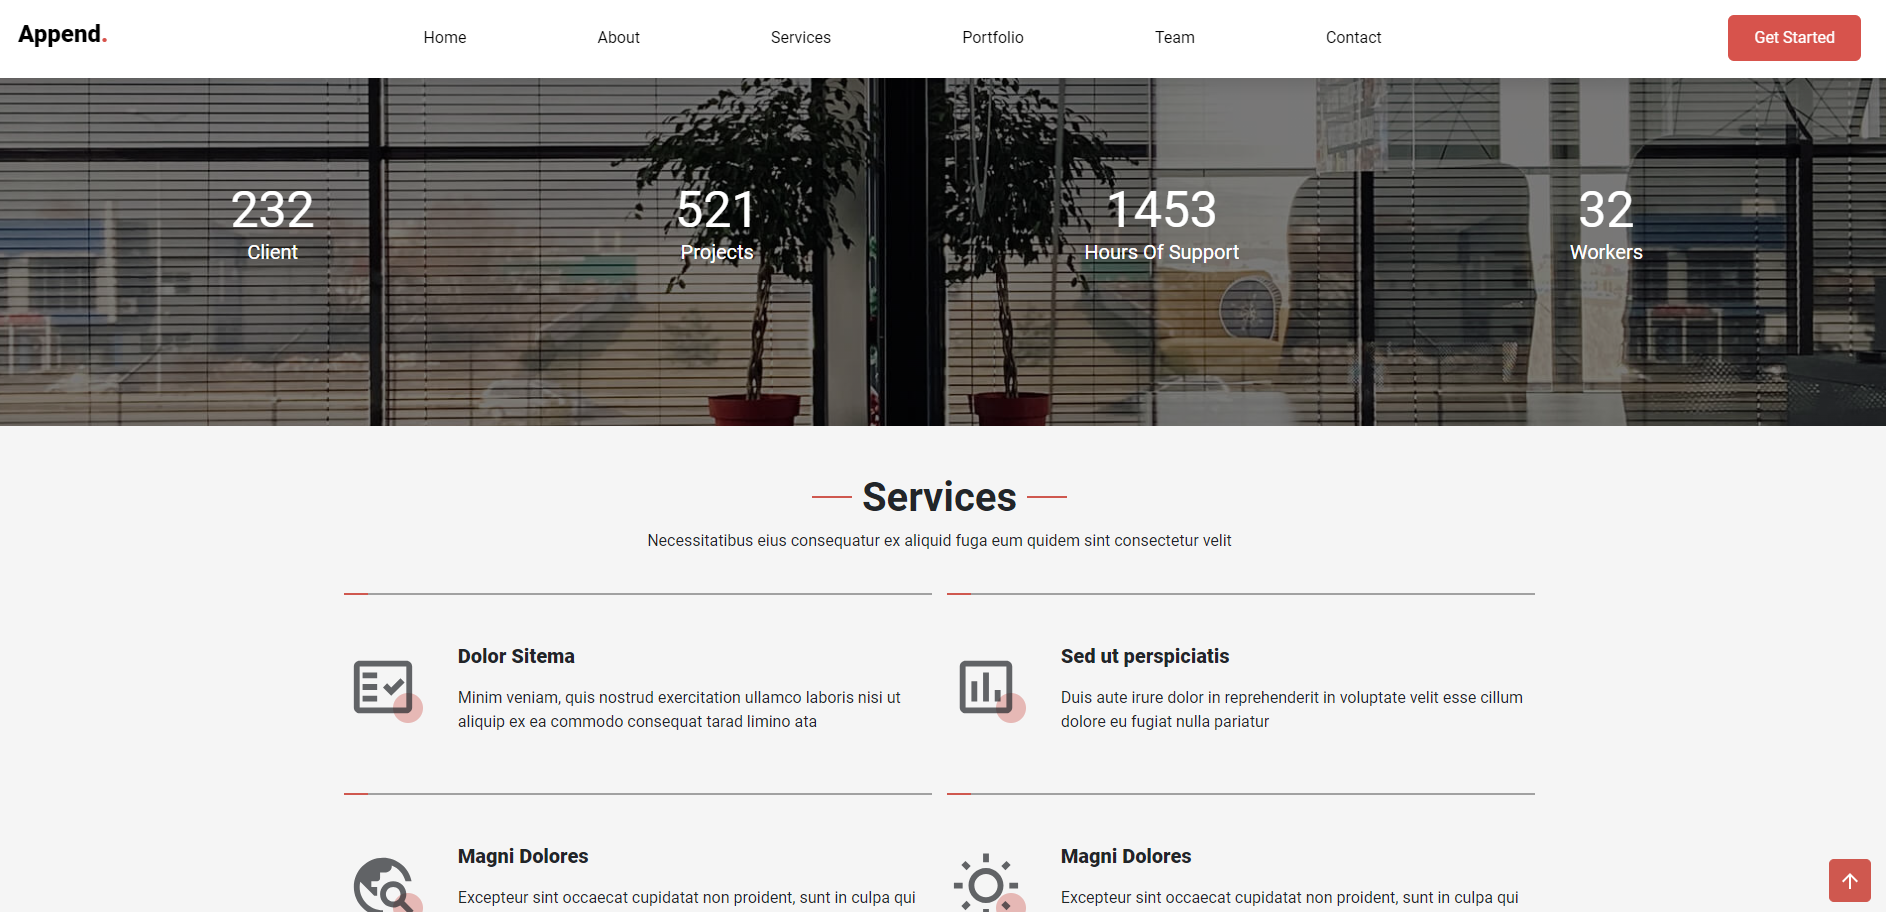 Append.
Home
About
Services
Portfolio
Team
Contact
Get Started
232
Client
521
Projects
1453
Hours Of Support
32
Workers
Services
Necessitatibus eius consequatur ex aliquid fuga eum quidem sint consectetur velit
Dolor Sitema
Minim veniam, quis nostrud exercitation ullamco laboris nisi ut
aliquip ex ea commodo consequat tarad limino ata
Sed ut perspiciatis
Duis aute irure dolor in reprehenderit in voluptate velit esse cillum
dolore eu fugiat nulla pariatur
Magni Dolores
Excepteur sint occaecat cupidatat non proident, sunt in culpa qui
Magni Dolores
Excepteur sint occaecat cupidatat non proident, sunt in culpa qui